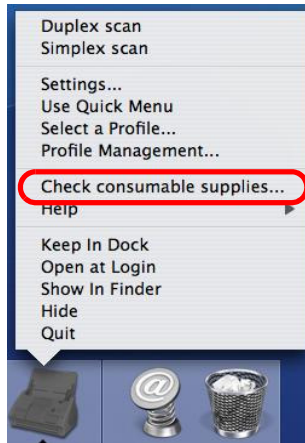 Duplex scan
Simplex scan
Settings...
Use Quick Menu
Select a Profile...
Profile Management...
Check consumable supplies...
Help
Keep In Dock
Open at Login
Show In Finder
Hide
Quit
@